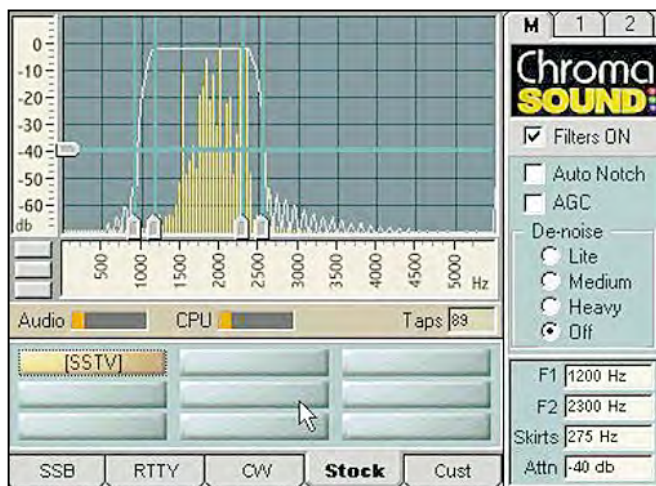 M 1 2
Chroma
SOUND
Filters ON
Auto Notch
AGC
De-noise
Lite
Medium
Heavy
Off
F1 1200 Hz
F2 2300 Hz
Skirts 275 Hz
Attn -40 db
0
-10
-20
-30
-40
-50
-60
db
500 1000 1500 2000 2500 3000 3500 4000 4500 5000 Hz
Audio CPU Taps 89
[SSTV]
SSB RTTY CW Stock Cust